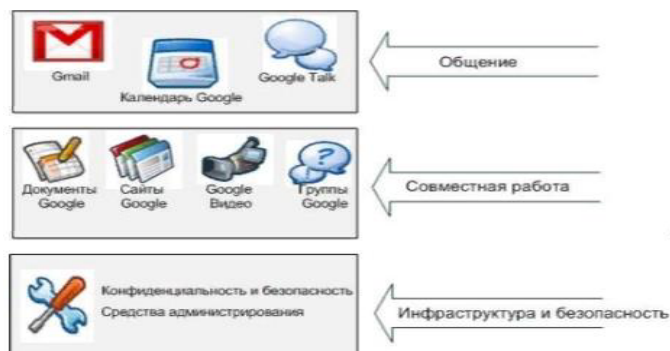 Gmail
Календарь Google
Google Talk
Общение
Документы
Google
Сайты
Google
Google
Видео
Группы
Google
Совместная работа
Конфиденциальность и безопасность
Средства администрирования
Инфраструктура и безопасность